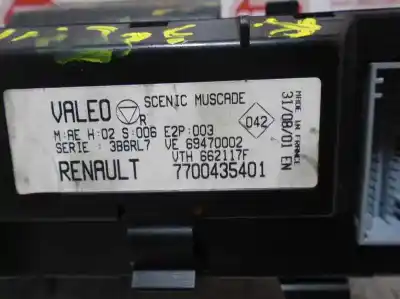 VALEO R SCENIC MUSCADE
M:AE H:02 S:006 E2P:003
SERIE : 3B6RL7 VE 69470002
VTH 662117F
RENAULT 7700435401
042
MADE IN FRANCE
31/08/01 EN